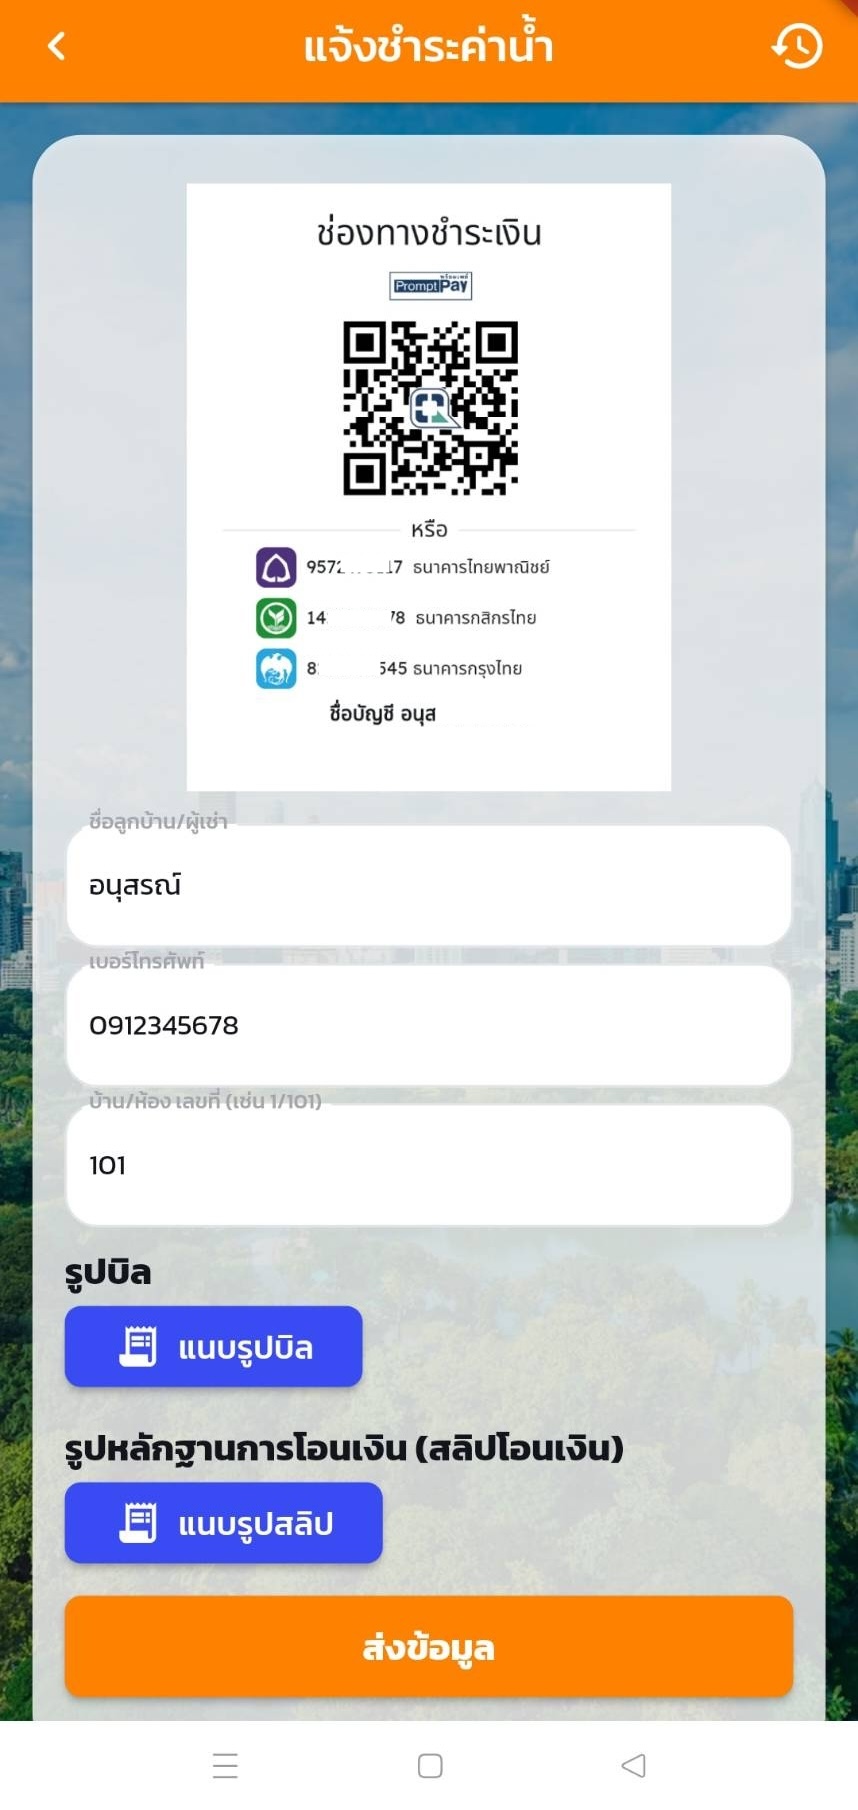 แจ้งชำระค่าน้ำ
ช่องทางชำระเงิน
พร้อมเพย์
PromptPay
หรือ
957 17 ธนาคารไทยพาณิชย์
14 78 ธนาคารกสิกรไทย
8 545 ธนาคารกรุงไทย
ชื่อบัญชี อนุส
ชื่อลูกบ้าน/ผู้เช่า
อนุสรณ์
เบอร์โทรศัพท์
0912345678
บ้าน/ห้อง เลขที่ (เช่น 1/101)
101
รูปบิล
แนบรูปบิล
รูปหลักฐานการโอนเงิน (สลิปโอนเงิน)
แนบรูปสลิป
ส่งข้อมูล